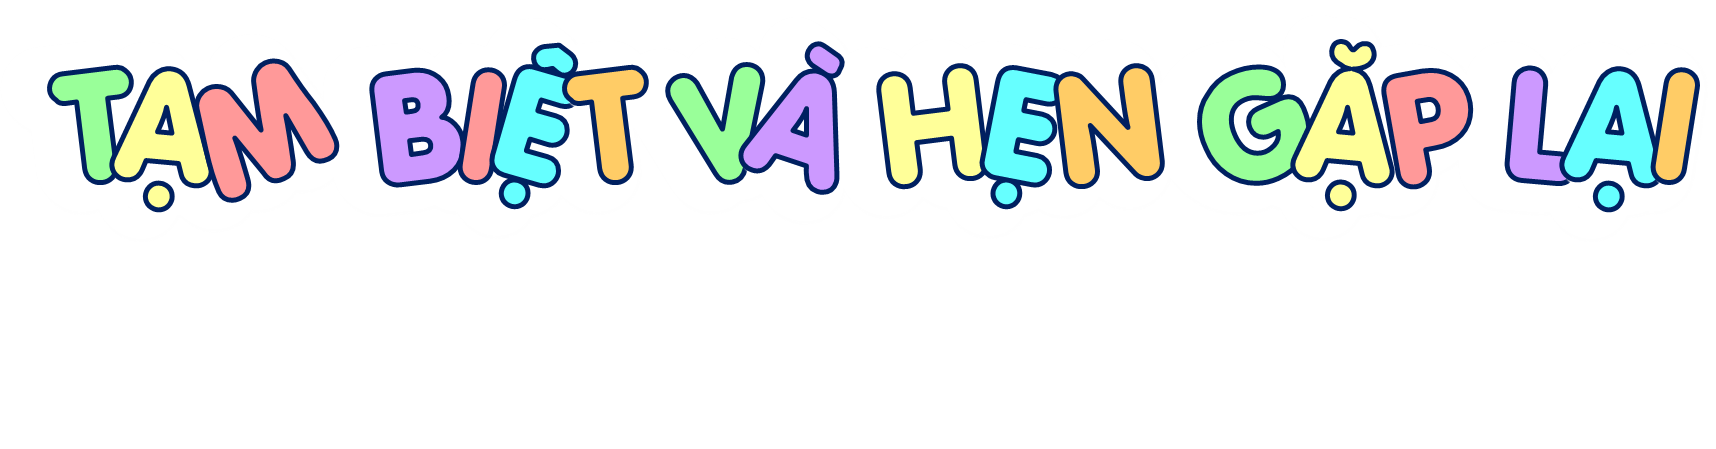 TẠM BIỆT VÀ HẸN GẶP LẠI